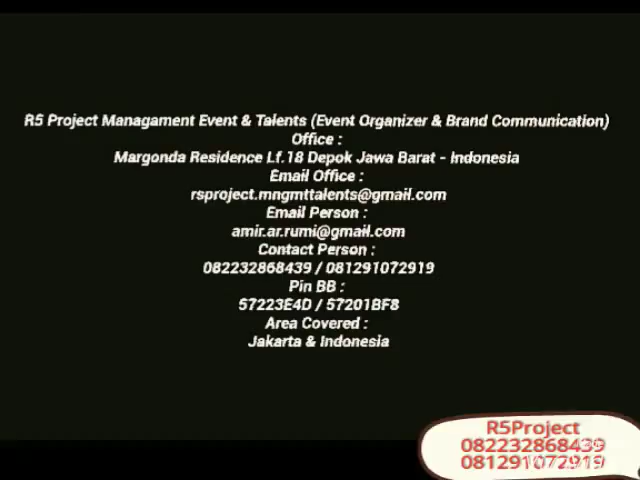 R5 Project Managament Event & Talents (Event Organizer & Brand Communication)
Office :
Margonda Residence Lf.18 Depok Jawa Barat - Indonesia
Email Office :
rsproject.mngmttalents@gmail.com
Email Person :
amir.ar.rumi@gmail.com
Contact Person :
082232868439 / 081291072919
Pin BB :
57223E4D / 57201BF8
Area Covered :
Jakarta & Indonesia
R5Project
082232868439
081291072919